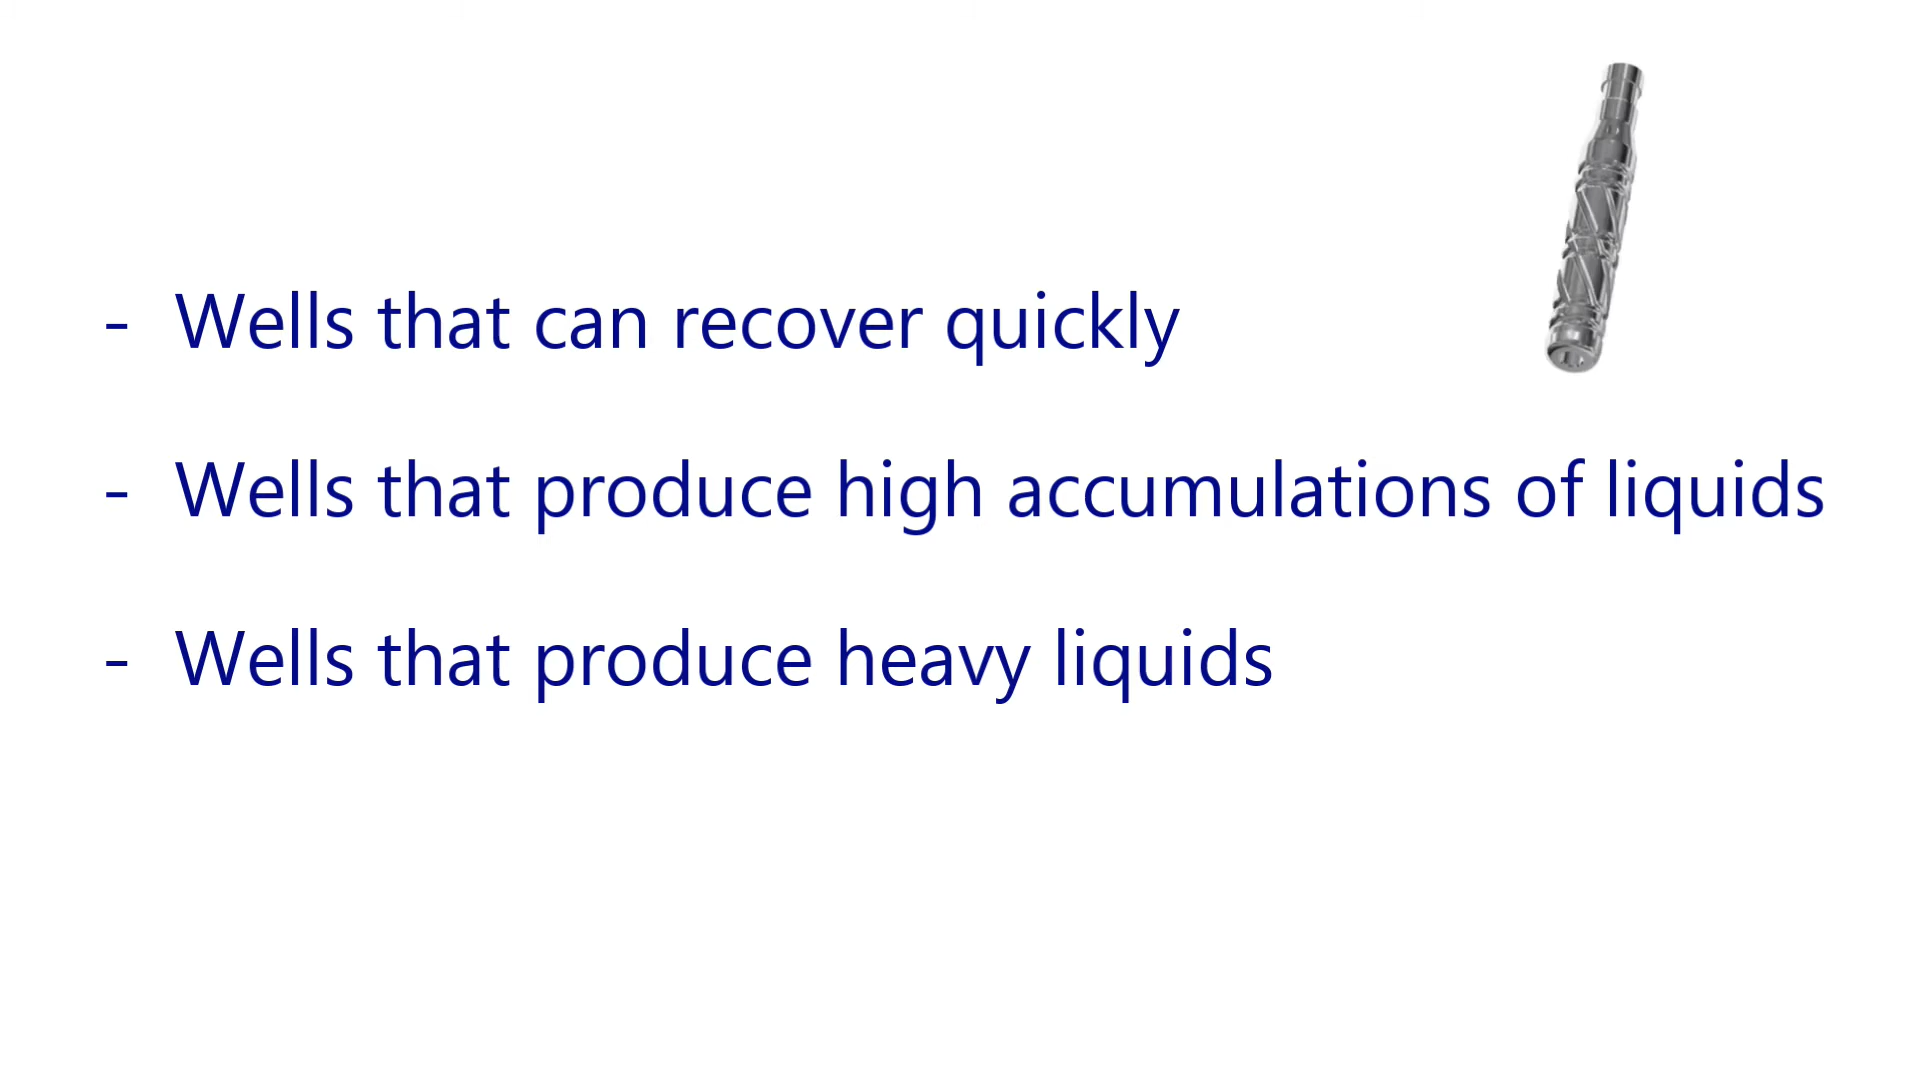 - Wells that can recover quickly
- Wells that produce high accumulations of liquids
- Wells that produce heavy liquids